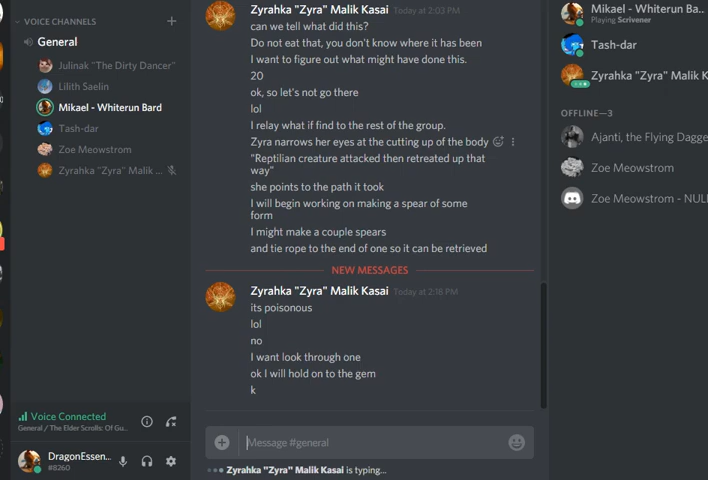 VOICE CHANNELS
General
Julinak "The Dirty Dancer"
Lilith Saelin
Mikael - Whiterun Bard
Tash-dar
Zoe Meowstrom
Zyrahka "Zyra" Malik ...
Voice Connected
General / The Elder Scrolls: Of Gu...
DragonEssen...
#8260
Zyrahka "Zyra" Malik Kasai Today at 2:03 PM
can we tell what did this?
Do not eat that, you don't know where it has been
I want to figure out what might have done this.
20
ok, so let's not go there
lol
I relay what if find to the rest of the group.
Zyra narrows her eyes at the cutting up of the body
"Reptilian creature attacked then retreated up that
way"
she points to the path it took
I will begin working on making a spear of some
form
I might make a couple spears
and tie rope to the end of one so it can be retrieved
NEW MESSAGES
Zyrahka "Zyra" Malik Kasai Today at 2:18 PM
its poisonous
lol
no
I want look through one
ok I will hold on to the gem
k
Message #general
Zyrahka "Zyra" Malik Kasai is typing...
Mikael - Whiterun Ba..
Playing Scrivener
Tash-dar
Zyrahka "Zyra" Malik K
OFFLINE—3
Ajanti, the Flying Dagge
Zoe Meowstrom
Zoe Meowstrom - NUL